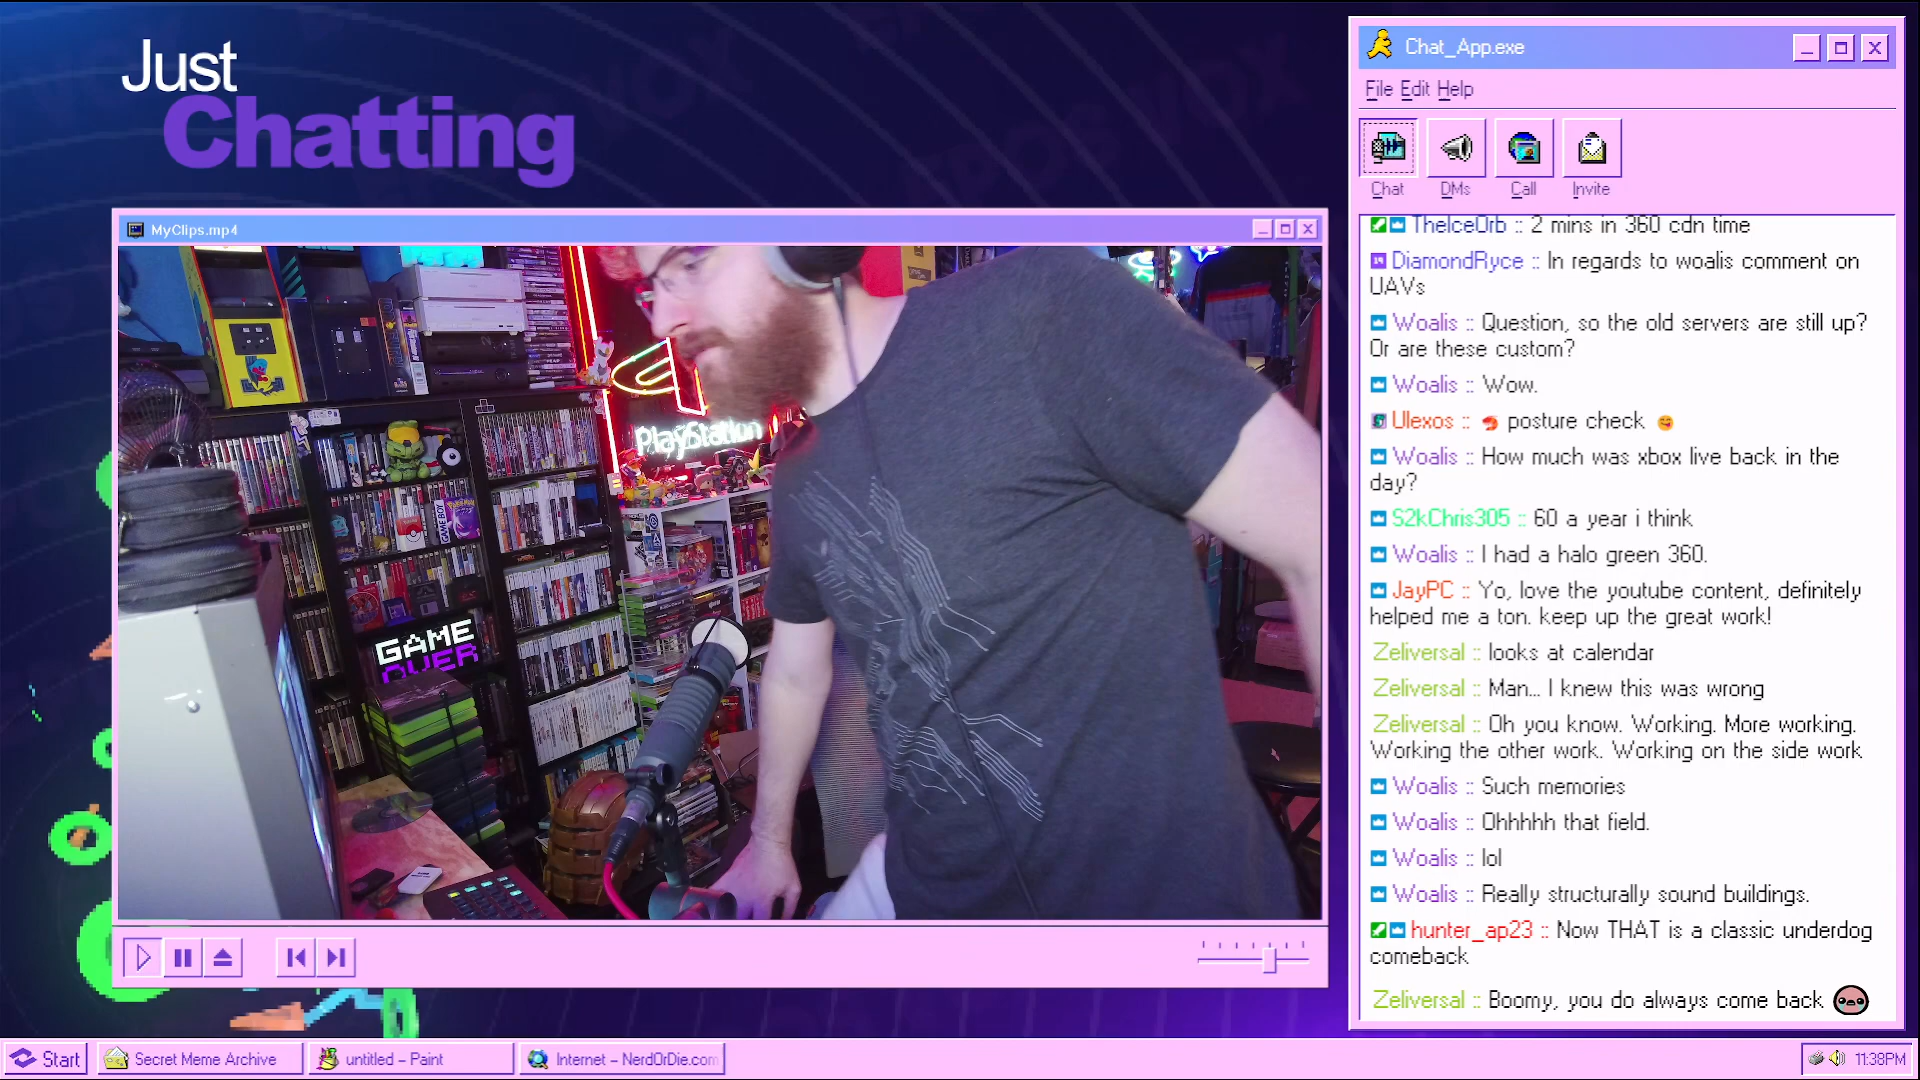 Just
Chatting
MyClips.mp4
PlayStation
GAME BOY
GAME
OVER
Chat_App.exe
File Edit Help
Chat DMs Call Invite
TheIceOrb :: 2 mins in 360 cdn time
DiamondRyce :: In regards to woalis comment on
UAVs
Woalis :: Question, so the old servers are still up?
Or are these custom?
Woalis :: Wow.
Ulexos :: 🦐 posture check 😋
Woalis :: How much was xbox live back in the
day?
S2kChris305 :: 60 a year i think
Woalis :: I had a halo green 360.
JayPC :: Yo, love the youtube content, definitely
helped me a ton. keep up the great work!
Zeliversal :: looks at calendar
Zeliversal :: Man... I knew this was wrong
Zeliversal :: Oh you know. Working. More working.
Working the other work. Working on the side work
Woalis :: Such memories
Woalis :: Ohhhhh that field.
Woalis :: lol
Woalis :: Really structurally sound buildings.
hunter_ap23 :: Now THAT is a classic underdog
comeback
Zeliversal :: Boomy, you do always come back
Start
Secret Meme Archive
untitled - Paint
Internet - NerdOrDie.com
11:38PM